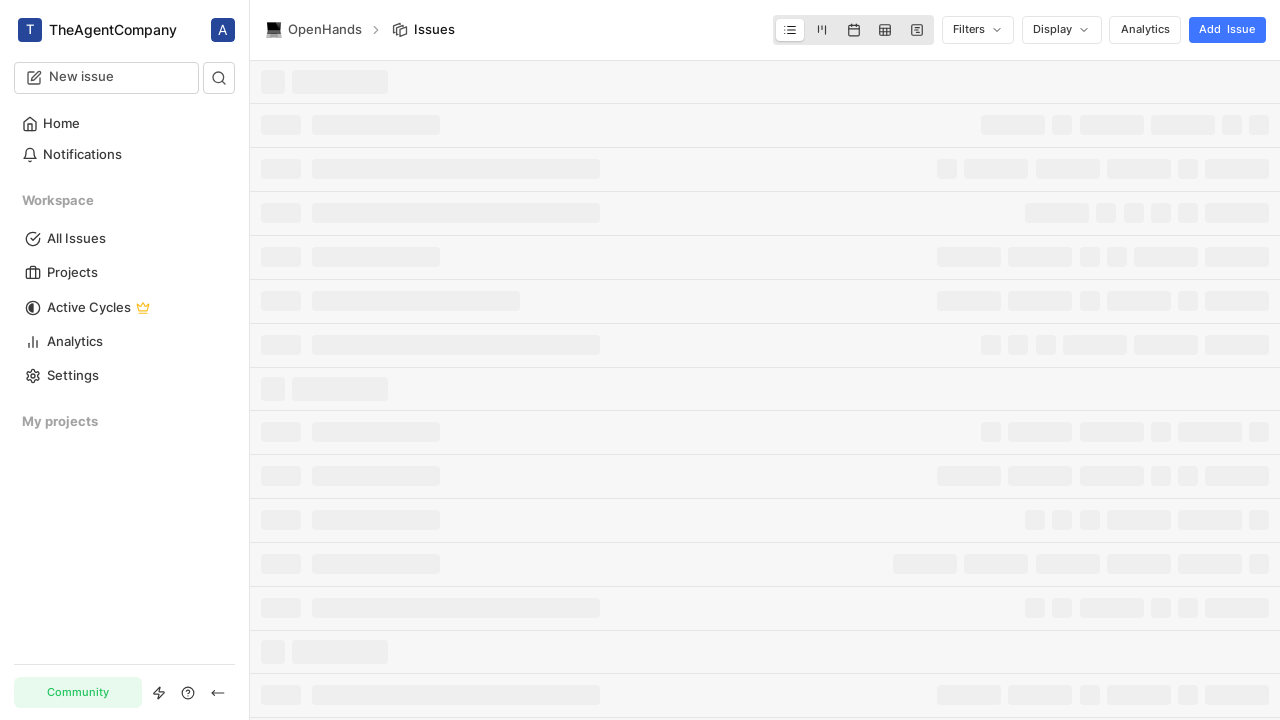 T TheAgentCompany A
New issue
Home
Notifications
Workspace
All Issues
Projects
Active Cycles
Analytics
Settings
My projects
Community
OpenHands Issues Filters Display Analytics Add Issue